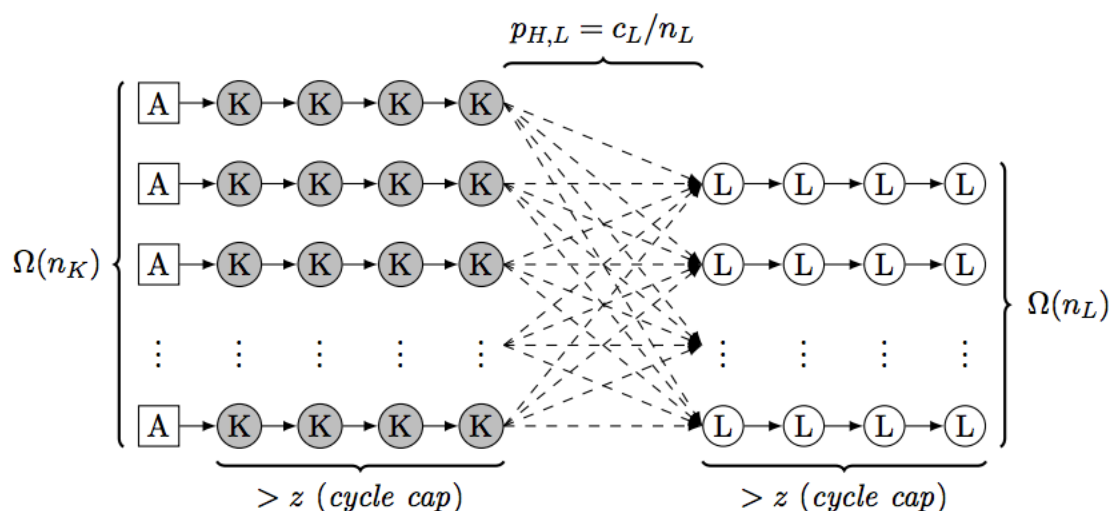 p_{H,L} = c_L/n_L
A K K K K
A K K K K L L L L
Ω(n_K) A K K K K L L L L Ω(n_L)
⋮ ⋮ ⋮ ⋮ ⋮ ⋮ ⋮ ⋮ ⋮
A K K K K L L L L
> z (cycle cap) > z (cycle cap)